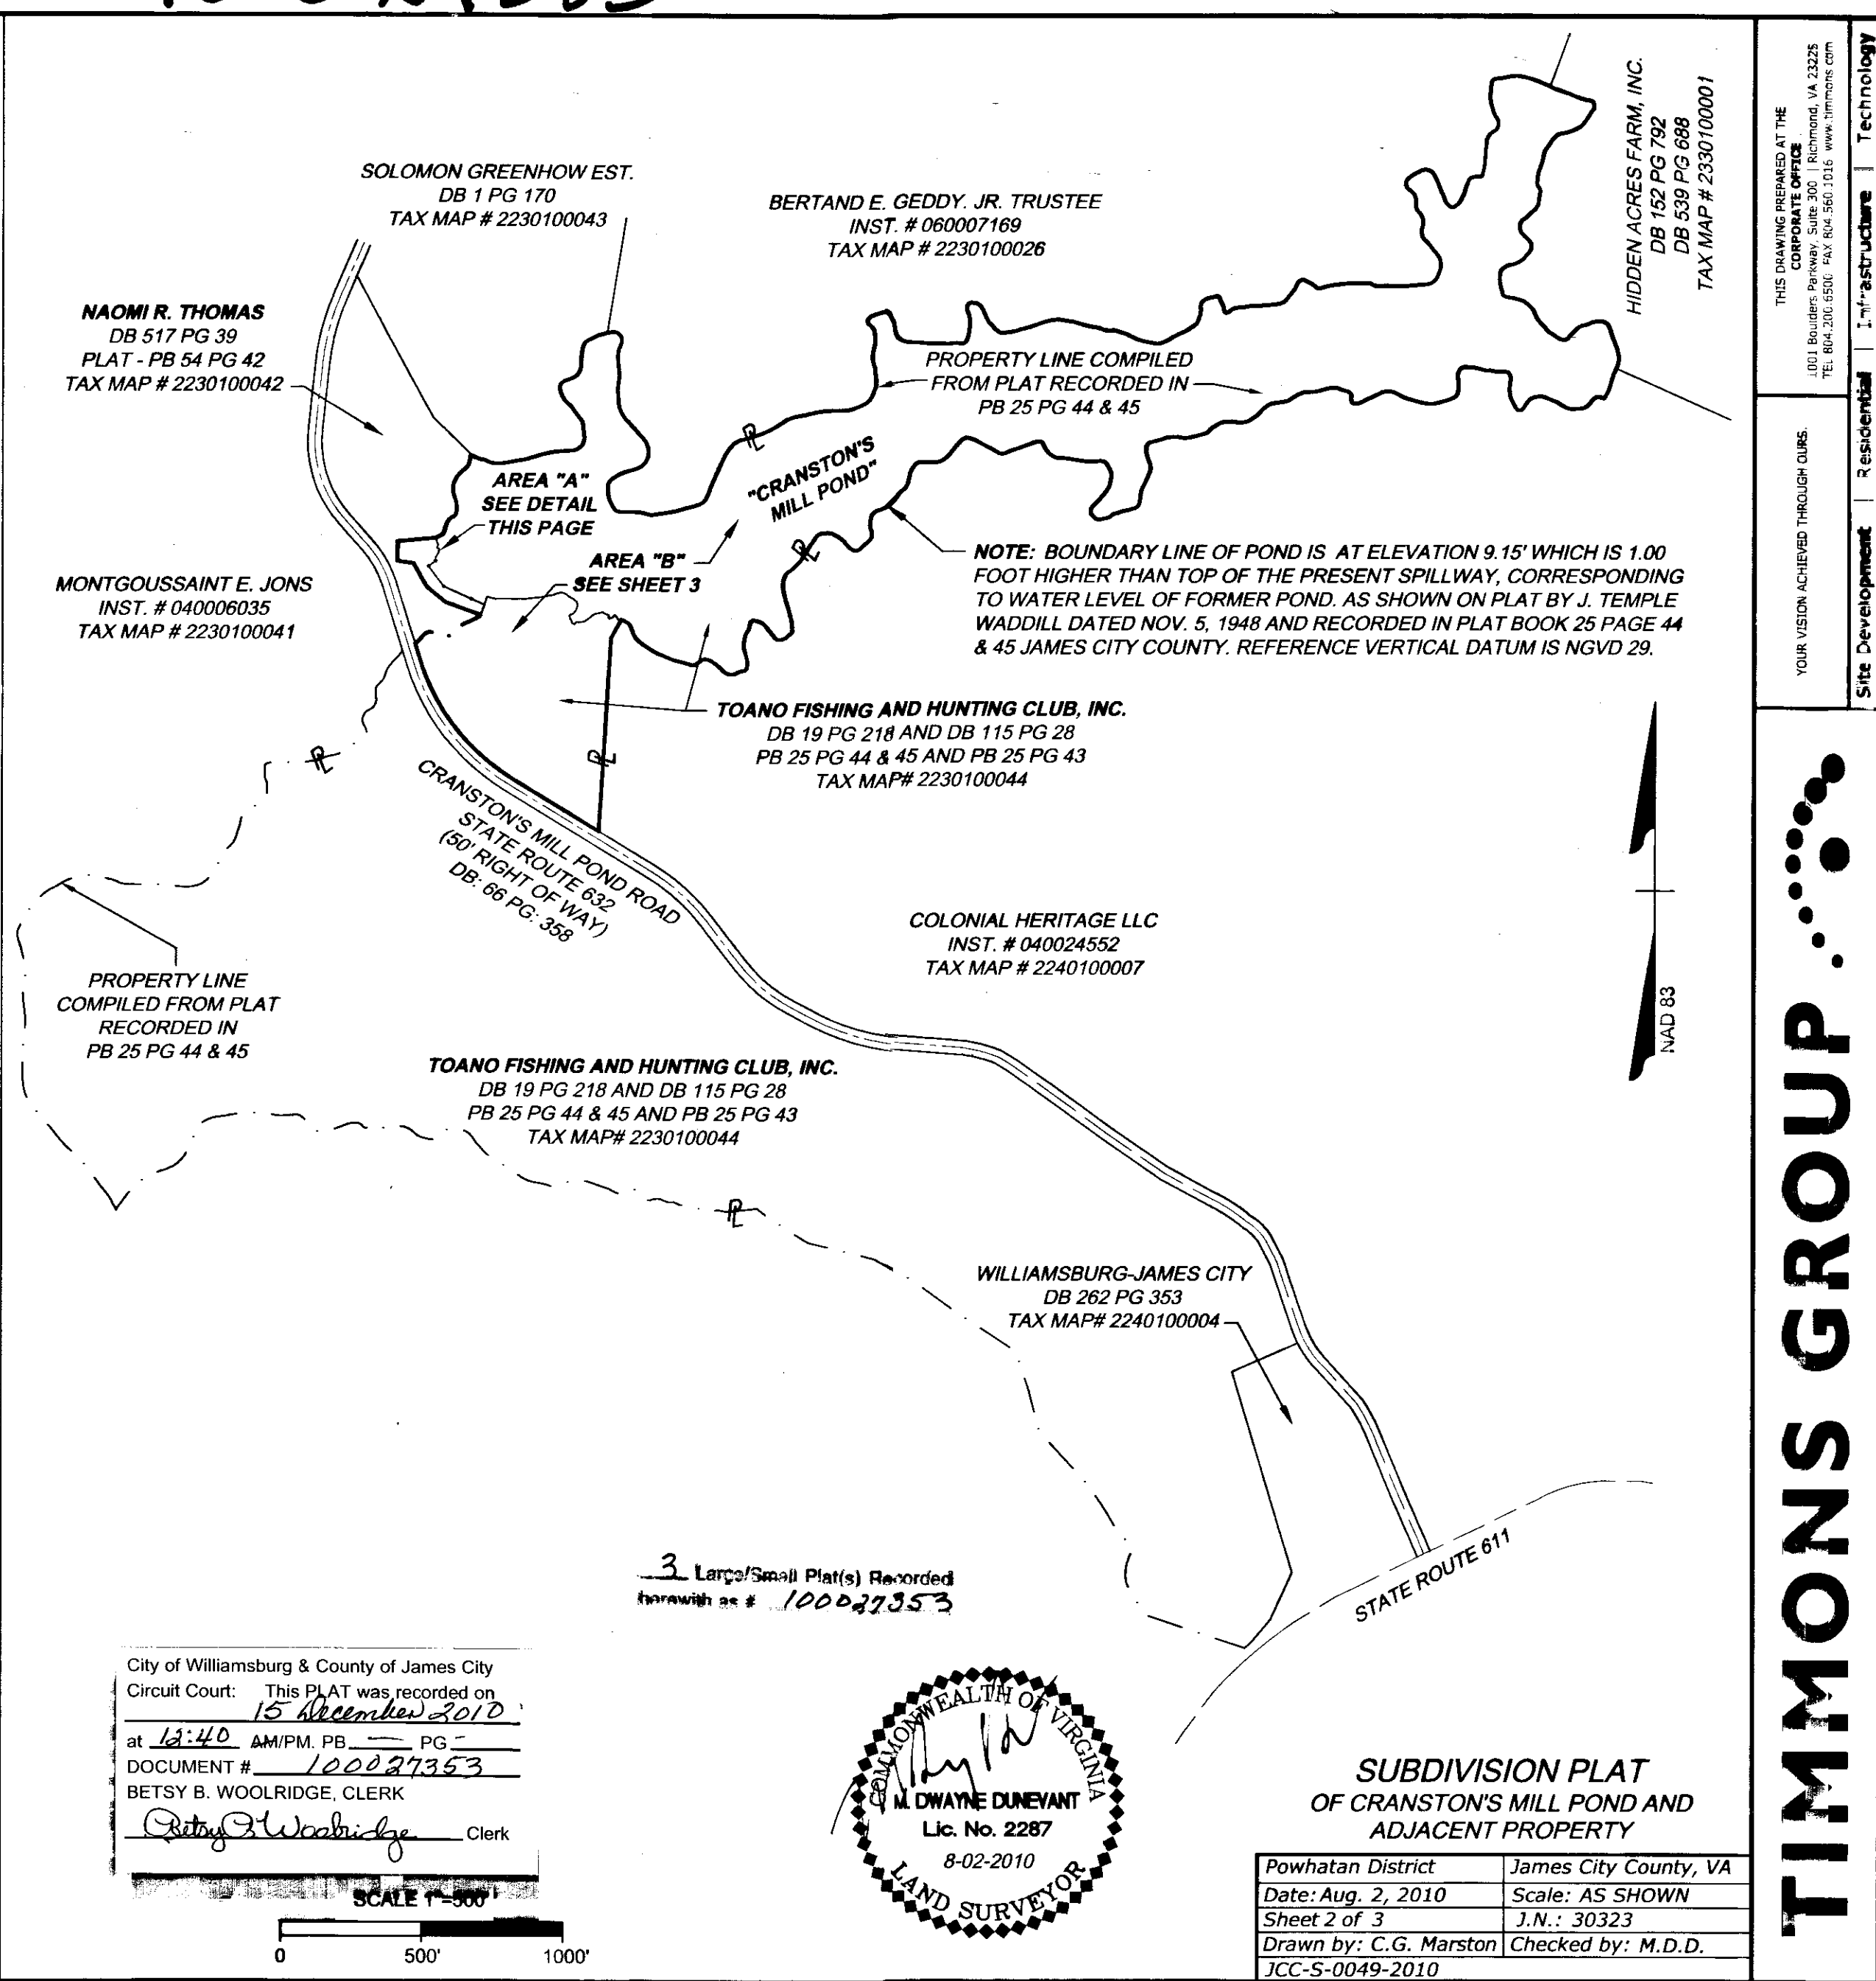 SOLOMON GREENHOW EST.
DB 1 PG 170
TAX MAP # 2230100043
BERTAND E. GEDDY. JR. TRUSTEE
INST. # 060007169
TAX MAP # 2230100026
HIDDEN ACRES FARM, INC.
DB 152 PG 792
DB 539 PG 688
TAX MAP # 2330100001
NAOMI R. THOMAS
DB 517 PG 39
PLAT - PB 54 PG 42
TAX MAP # 2230100042
PROPERTY LINE COMPILED
FROM PLAT RECORDED IN
PB 25 PG 44 & 45
PL
"CRANSTON'S
MILL POND"
AREA "A"
SEE DETAIL
THIS PAGE
AREA "B"
SEE SHEET 3
PL
NOTE: BOUNDARY LINE OF POND IS AT ELEVATION 9.15' WHICH IS 1.00
FOOT HIGHER THAN TOP OF THE PRESENT SPILLWAY, CORRESPONDING
TO WATER LEVEL OF FORMER POND. AS SHOWN ON PLAT BY J. TEMPLE
WADDILL DATED NOV. 5, 1948 AND RECORDED IN PLAT BOOK 25 PAGE 44
& 45 JAMES CITY COUNTY. REFERENCE VERTICAL DATUM IS NGVD 29.
MONTGOUSSAINT E. JONS
INST. # 040006035
TAX MAP # 2230100041
TOANO FISHING AND HUNTING CLUB, INC.
DB 19 PG 218 AND DB 115 PG 28
PB 25 PG 44 & 45 AND PB 25 PG 43
TAX MAP# 2230100044
PL
PL
CRANSTON'S MILL POND ROAD
STATE ROUTE 632
(50' RIGHT OF WAY)
DB: 66 PG: 358
COLONIAL HERITAGE LLC
INST. # 040024552
TAX MAP # 2240100007
NAD 83
PROPERTY LINE
COMPILED FROM PLAT
RECORDED IN
PB 25 PG 44 & 45
TOANO FISHING AND HUNTING CLUB, INC.
DB 19 PG 218 AND DB 115 PG 28
PB 25 PG 44 & 45 AND PB 25 PG 43
TAX MAP# 2230100044
PL
WILLIAMSBURG-JAMES CITY
DB 262 PG 353
TAX MAP# 2240100004
STATE ROUTE 611
3 Large/Small Plat(s) Recorded
herewith as # 100027353
City of Williamsburg & County of James City
Circuit Court: This PLAT was recorded on
15 December 2010
at 12:40 AM/PM. PB — PG -
DOCUMENT # 100027353
BETSY B. WOOLRIDGE, CLERK
Betsy B Woolridge Clerk
SCALE 1"=500'
0 500' 1000'
COMMONWEALTH OF VIRGINIA
M. DWAYNE DUNEVANT
Lic. No. 2287
8-02-2010
LAND SURVEYOR
SUBDIVISION PLAT
OF CRANSTON'S MILL POND AND
ADJACENT PROPERTY
Powhatan District James City County, VA
Date: Aug. 2, 2010 Scale: AS SHOWN
Sheet 2 of 3 J.N.: 30323
Drawn by: C.G. Marston Checked by: M.D.D.
JCC-S-0049-2010
THIS DRAWING PREPARED AT THE
CORPORATE OFFICE
1001 Boulders Parkway, Suite 300 | Richmond, VA 23225
TEL 804.200.6500 FAX 804.560.1016 www.timmons.com
YOUR VISION ACHIEVED THROUGH OURS.
Site Development | Residential | Infrastructure | Technology
TIMMONS GROUP